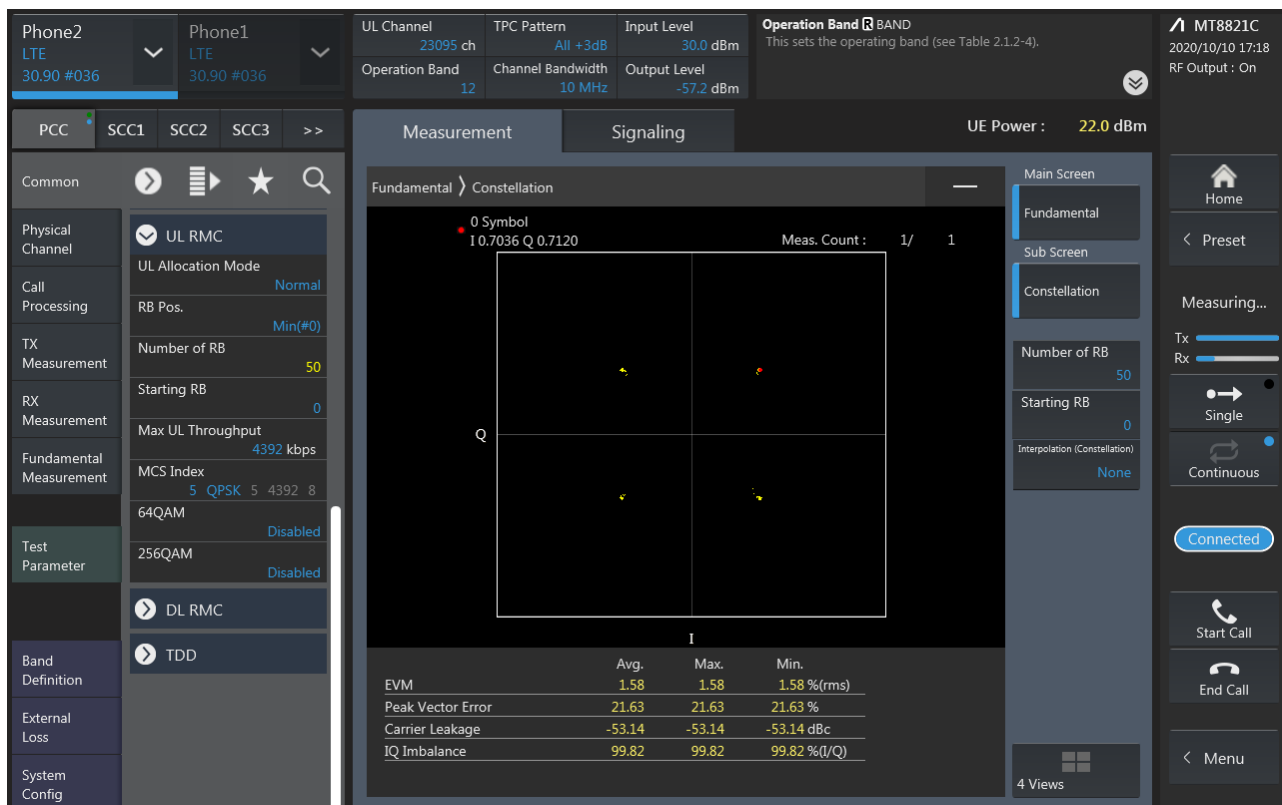 Phone2
LTE
30.90 #036
Phone1
LTE
30.90 #036
UL Channel
23095 ch
TPC Pattern
All +3dB
Input Level
30.0 dBm
Operation Band
12
Channel Bandwidth
10 MHz
Output Level
-57.2 dBm
Operation Band R BAND
This sets the operating band (see Table 2.1.2-4).
MT8821C
2020/10/10 17:18
RF Output : On
PCC SCC1 SCC2 SCC3 >>
Measurement
Signaling
UE Power : 22.0 dBm
Common
Physical
Channel
Call
Processing
TX
Measurement
RX
Measurement
Fundamental
Measurement
Test
Parameter
Band
Definition
External
Loss
System
Config
UL RMC
UL Allocation Mode
Normal
RB Pos.
Min(#0)
Number of RB
50
Starting RB
0
Max UL Throughput
4392 kbps
MCS Index
5 QPSK 5 4392 8
64QAM
Disabled
256QAM
Disabled
DL RMC
TDD
Fundamental 〉 Constellation
0 Symbol
I 0.7036 Q 0.7120
Meas. Count : 1/ 1
Q
I
Avg. Max. Min.
EVM 1.58 1.58 1.58 %(rms)
Peak Vector Error 21.63 21.63 21.63 %
Carrier Leakage -53.14 -53.14 -53.14 dBc
IQ Imbalance 99.82 99.82 99.82 %(I/Q)
Main Screen
Fundamental
Sub Screen
Constellation
Number of RB
50
Starting RB
0
Interpolation (Constellation)
None
4 Views
Home
< Preset
Measuring...
Tx
Rx
Single
Continuous
Connected
Start Call
End Call
< Menu